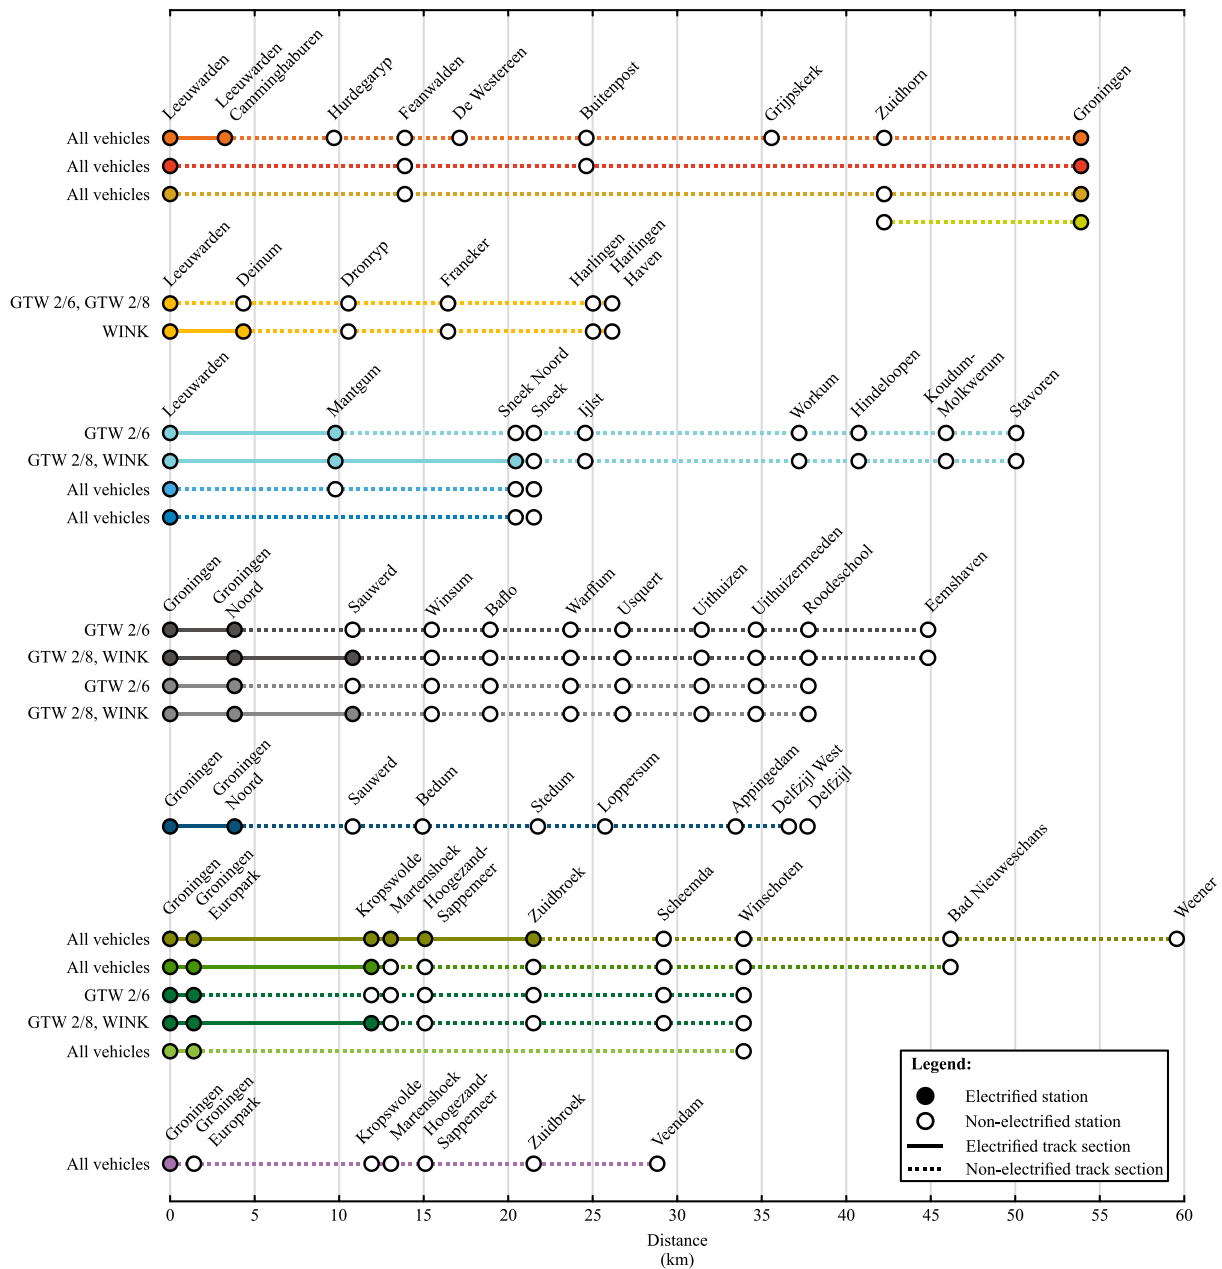 Leeuwarden
Leeuwarden
Camminghaburen
Hurdegaryp
Feanwalden
De Westereen
Buitenpost
Grijpskerk
Zuidhorn
Groningen
All vehicles
All vehicles
All vehicles
Leeuwarden
Deinum
Dronryp
Franeker
Harlingen
Harlingen
Haven
GTW 2/6, GTW 2/8
WINK
Leeuwarden
Mantgum
Sneek Noord
Sneek
Ijlst
Workum
Hindeloopen
Koudum-
Molkwerum
Stavoren
GTW 2/6
GTW 2/8, WINK
All vehicles
All vehicles
Groningen
Groningen
Noord
Sauwerd
Winsum
Baflo
Warffum
Usquert
Uithuizen
Uithuizermeeden
Roodeschool
Eemshaven
GTW 2/6
GTW 2/8, WINK
GTW 2/6
GTW 2/8, WINK
Groningen
Groningen
Noord
Sauwerd
Bedum
Stedum
Loppersum
Appingedam
Delfzijl West
Delfzijl
All vehicles
Groningen
Groningen
Europark
Kropswolde
Martenshoek
Hoogezand-
Sappemeer
Zuidbroek
Scheemda
Winschoten
Bad Nieuweschans
Weener
All vehicles
All vehicles
GTW 2/6
GTW 2/8, WINK
All vehicles
Groningen
Groningen
Europark
Kropswolde
Martenshoek
Hoogezand-
Sappemeer
Zuidbroek
Veendam
All vehicles
Legend:
Electrified station
Non-electrified station
Electrified track section
Non-electrified track section
0 5 10 15 20 25 30 35 40 45 50 55 60
Distance
(km)